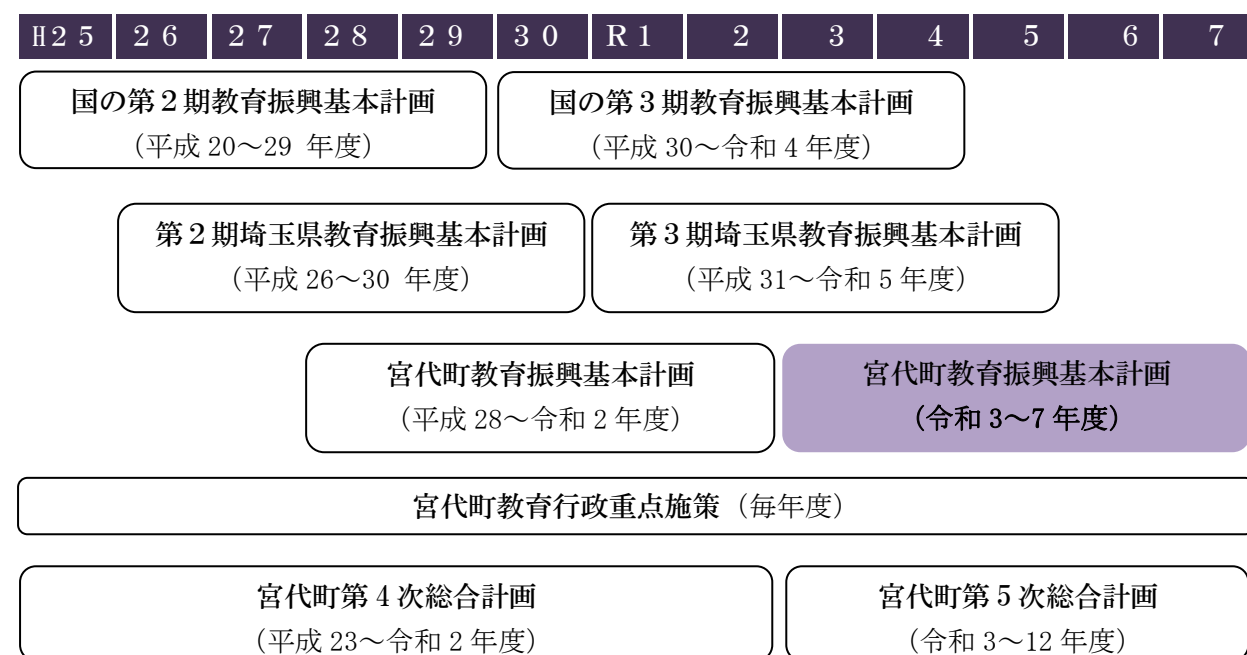 H25 26 27 28 29 30 R1 2 3 4 5 6 7
国の第2期教育振興基本計画 国の第3期教育振興基本計画
(平成 20~29 年度) (平成 30~令和 4 年度)
第2期埼玉県教育振興基本計画 第3期埼玉県教育振興基本計画
(平成 26~30 年度) (平成 31~令和 5 年度)
宮代町教育振興基本計画 宮代町教育振興基本計画
(平成 28~令和 2 年度) (令和 3~7 年度)
宮代町教育行政重点施策(毎年度)
宮代町第4次総合計画 宮代町第5次総合計画
(平成 23~令和 2 年度) (令和 3~12 年度)